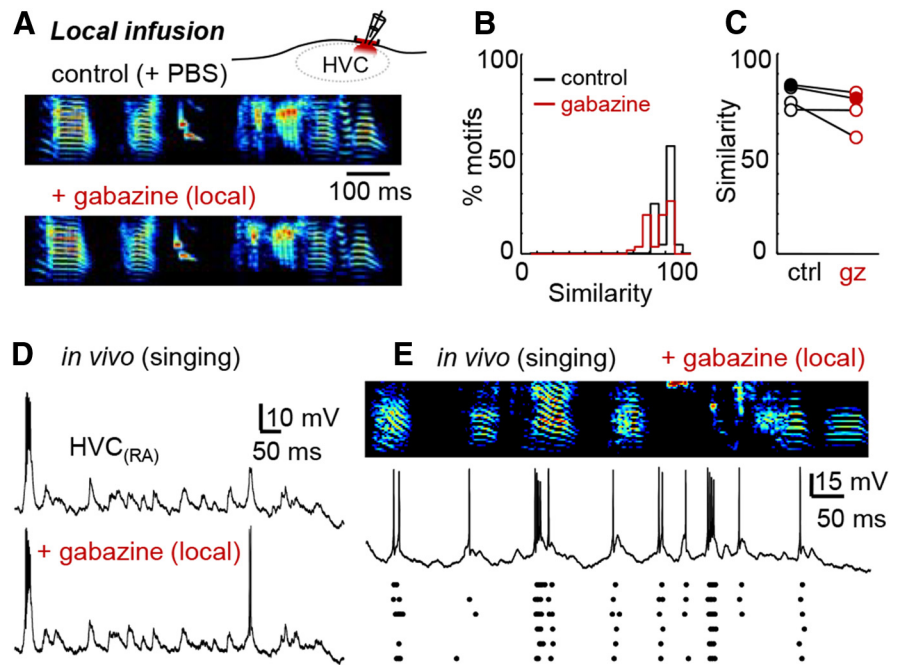 A
Local infusion
control (+ PBS)
HVC
100 ms
+ gabazine (local)
B
100
50
0
% motifs
control
gabazine
0
100
Similarity
C
100
50
0
Similarity
ctrl gz
D
in vivo (singing)
10 mV
50 ms
HVC(RA)
+ gabazine (local)
E
in vivo (singing) + gabazine (local)
15 mV
50 ms